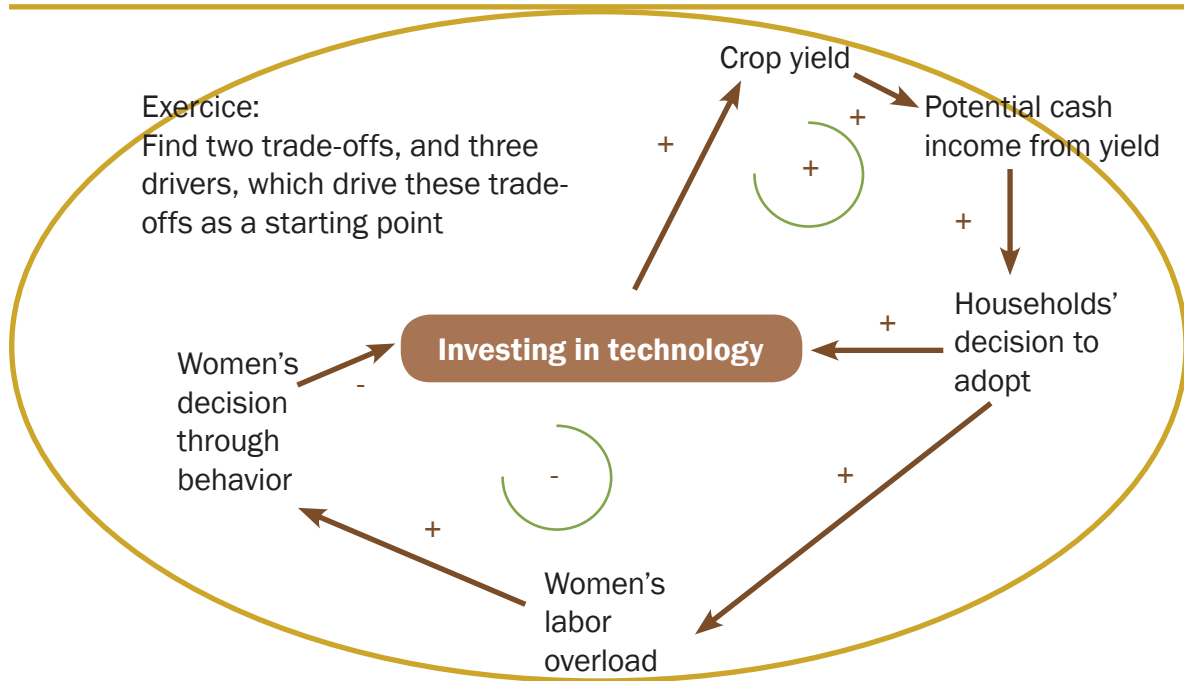 Exercice:
Find two trade-offs, and three
drivers, which drive these trade-
offs as a starting point
Crop yield
+
+
+
Potential cash
income from yield
+
Households'
decision to
adopt
+
Investing in technology
Women's
decision
through
behavior
-
-
+
+
Women's
labor
overload